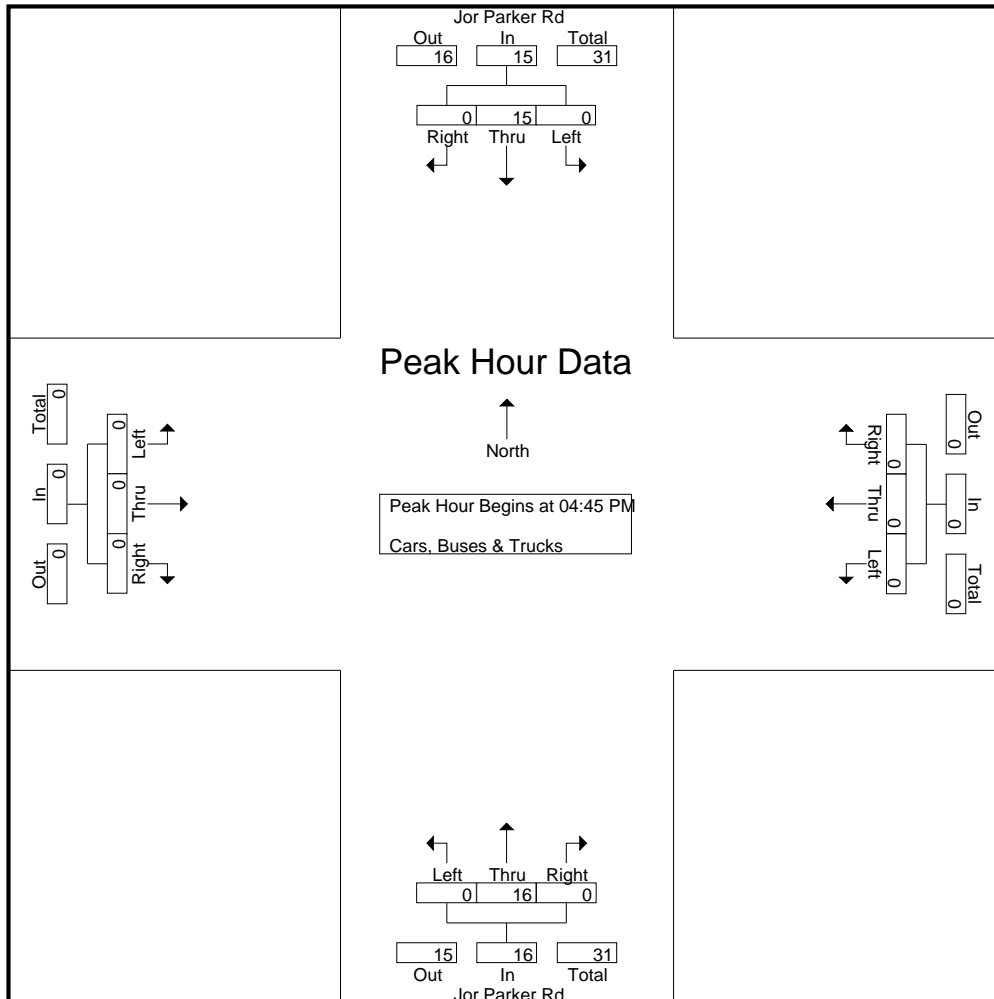 Jor Parker Rd
Out In Total
16 15 31
0 15 0
Right Thru Left
Peak Hour Data
North
Peak Hour Begins at 04:45 PM
Cars, Buses & Trucks
Total In Out
0 0 0
0 0 0
Left Thru Right
Right Thru Left
0 0 0
Out In Total
0 0 0
Left Thru Right
0 16 0
15 16 31
Out In Total
Jor Parker Rd